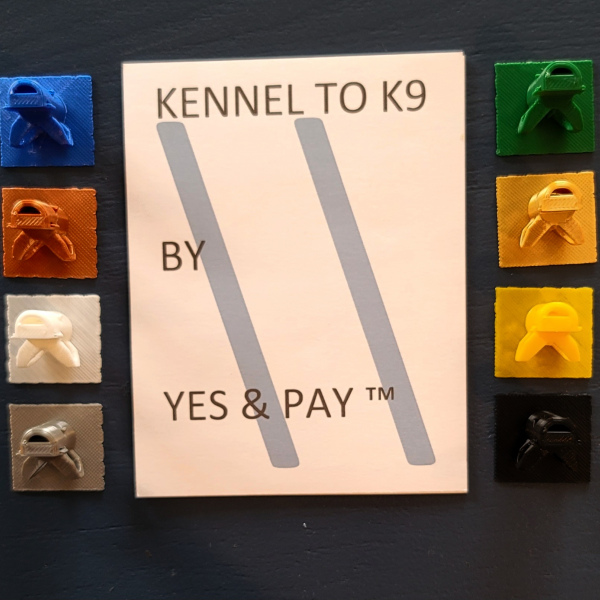 KENNEL TO K9
BY
YES & PAY ™